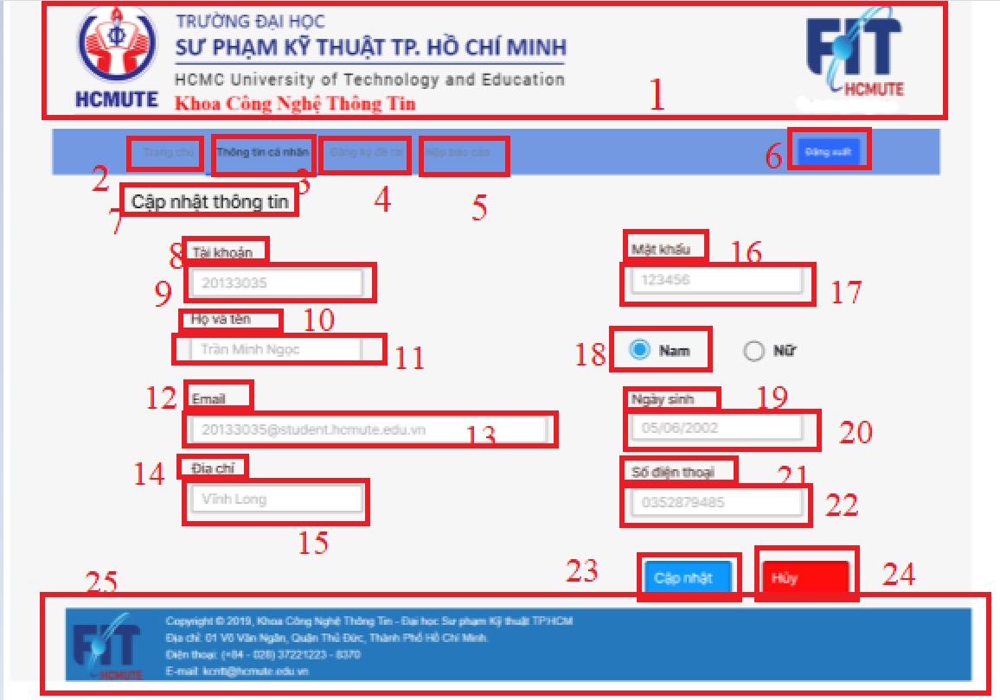 TRƯỜNG ĐẠI HỌC
SƯ PHẠM KỸ THUẬT TP. HỒ CHÍ MINH
HCMC University of Technology and Education
Khoa Công Nghệ Thông Tin
HCMUTE
FIT
HCMUTE
1
Trang chủ Thông tin cá nhân Đăng ký đề tài Nộp báo cáo 6 Đăng xuất
2 3 4 5
7 Cập nhật thông tin
8 Tài khoản Mật khẩu 16
9 20133035 123456 17
Họ và tên 10
Trần Minh Ngọc 11 18 Nam Nữ
12 Email Ngày sinh 19
20133035@student.hcmute.edu.vn 13 05/06/2002 20
14 Địa chỉ Số điện thoại 21
Vĩnh Long 0352879485 22
15
23 Cập nhật Hủy 24
25
FIT
HCMUTE
Copyright © 2019, Khoa Công Nghệ Thông Tin - Đại học Sư phạm Kỹ thuật TP.HCM
Địa chỉ: 01 Võ Văn Ngân, Quận Thủ Đức, Thành Phố Hồ Chí Minh.
Điện thoại: (+84 - 028) 37221223 - 8370
E-mail: kcntt@hcmute.edu.vn